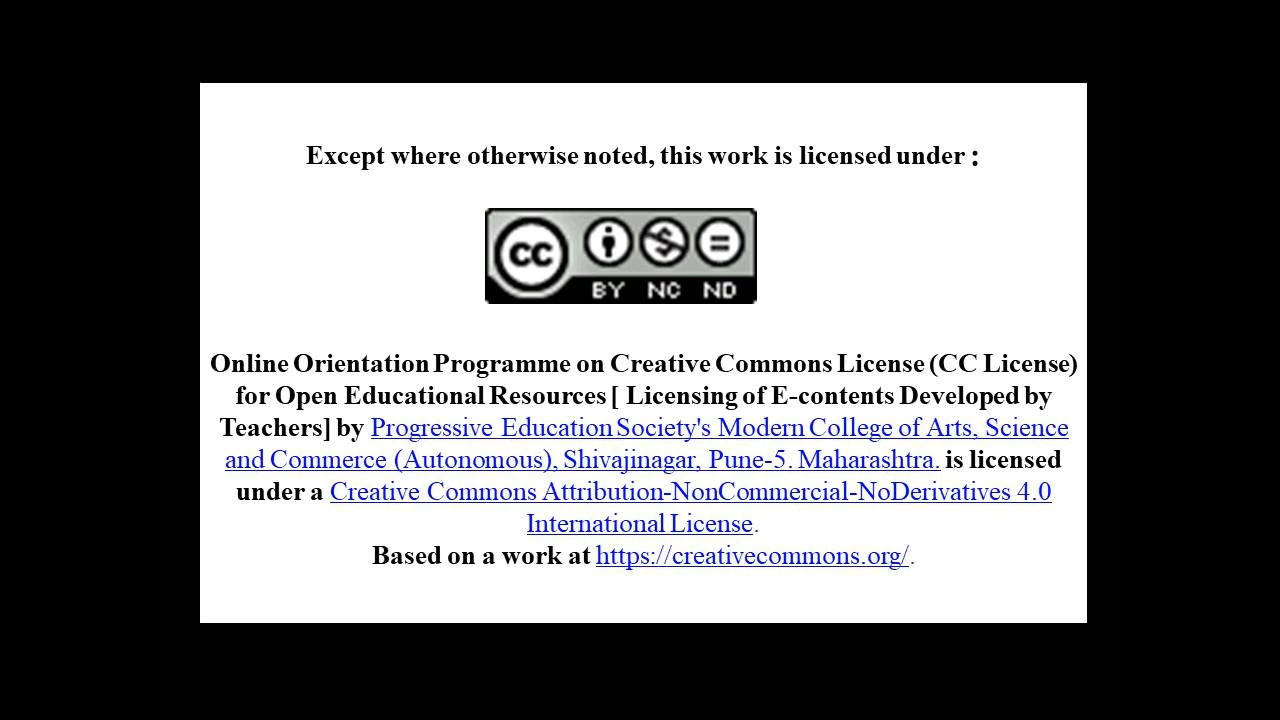 Except where otherwise noted, this work is licensed under :
cc
BY NC ND
Online Orientation Programme on Creative Commons License (CC License)
for Open Educational Resources [ Licensing of E-contents Developed by
Teachers] by Progressive Education Society's Modern College of Arts, Science
and Commerce (Autonomous), Shivajinagar, Pune-5. Maharashtra. is licensed
under a Creative Commons Attribution-NonCommercial-NoDerivatives 4.0
International License.
Based on a work at https://creativecommons.org/.